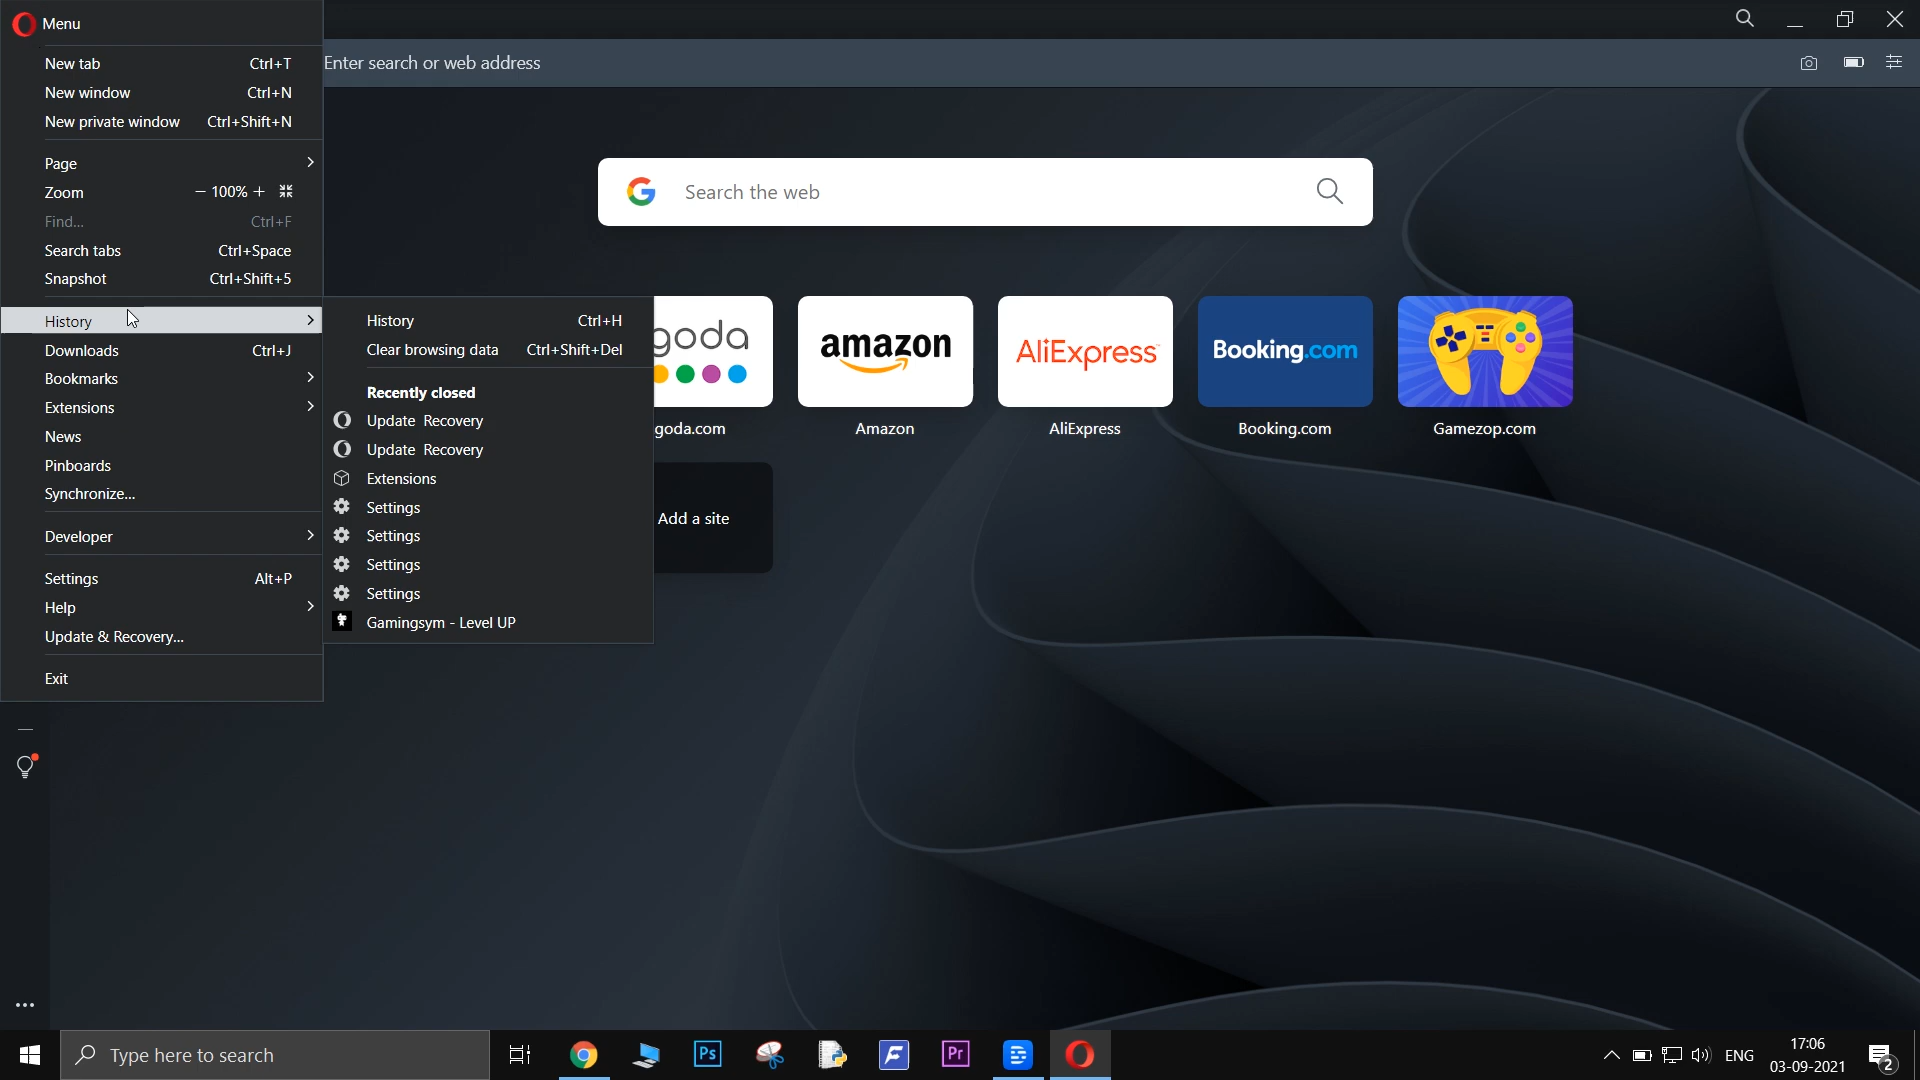 Menu
New tab Ctrl+T
New window Ctrl+N
New private window Ctrl+Shift+N
Page
Zoom − 100% +
Find... Ctrl+F
Search tabs Ctrl+Space
Snapshot Ctrl+Shift+5
History
Downloads Ctrl+J
Bookmarks
Extensions
News
Pinboards
Synchronize...
Developer
Settings Alt+P
Help
Update & Recovery...
Exit
History Ctrl+H
Clear browsing data Ctrl+Shift+Del
Recently closed
Update Recovery
Update Recovery
Extensions
Settings
Settings
Settings
Settings
Gamingsym - Level UP
Enter search or web address
Search the web
goda
amazon
AliExpress
Booking.com
goda.com
Amazon
AliExpress
Booking.com
Gamezop.com
Add a site
Type here to search
Ps
Pr
ENG
17:06
03-09-2021
2